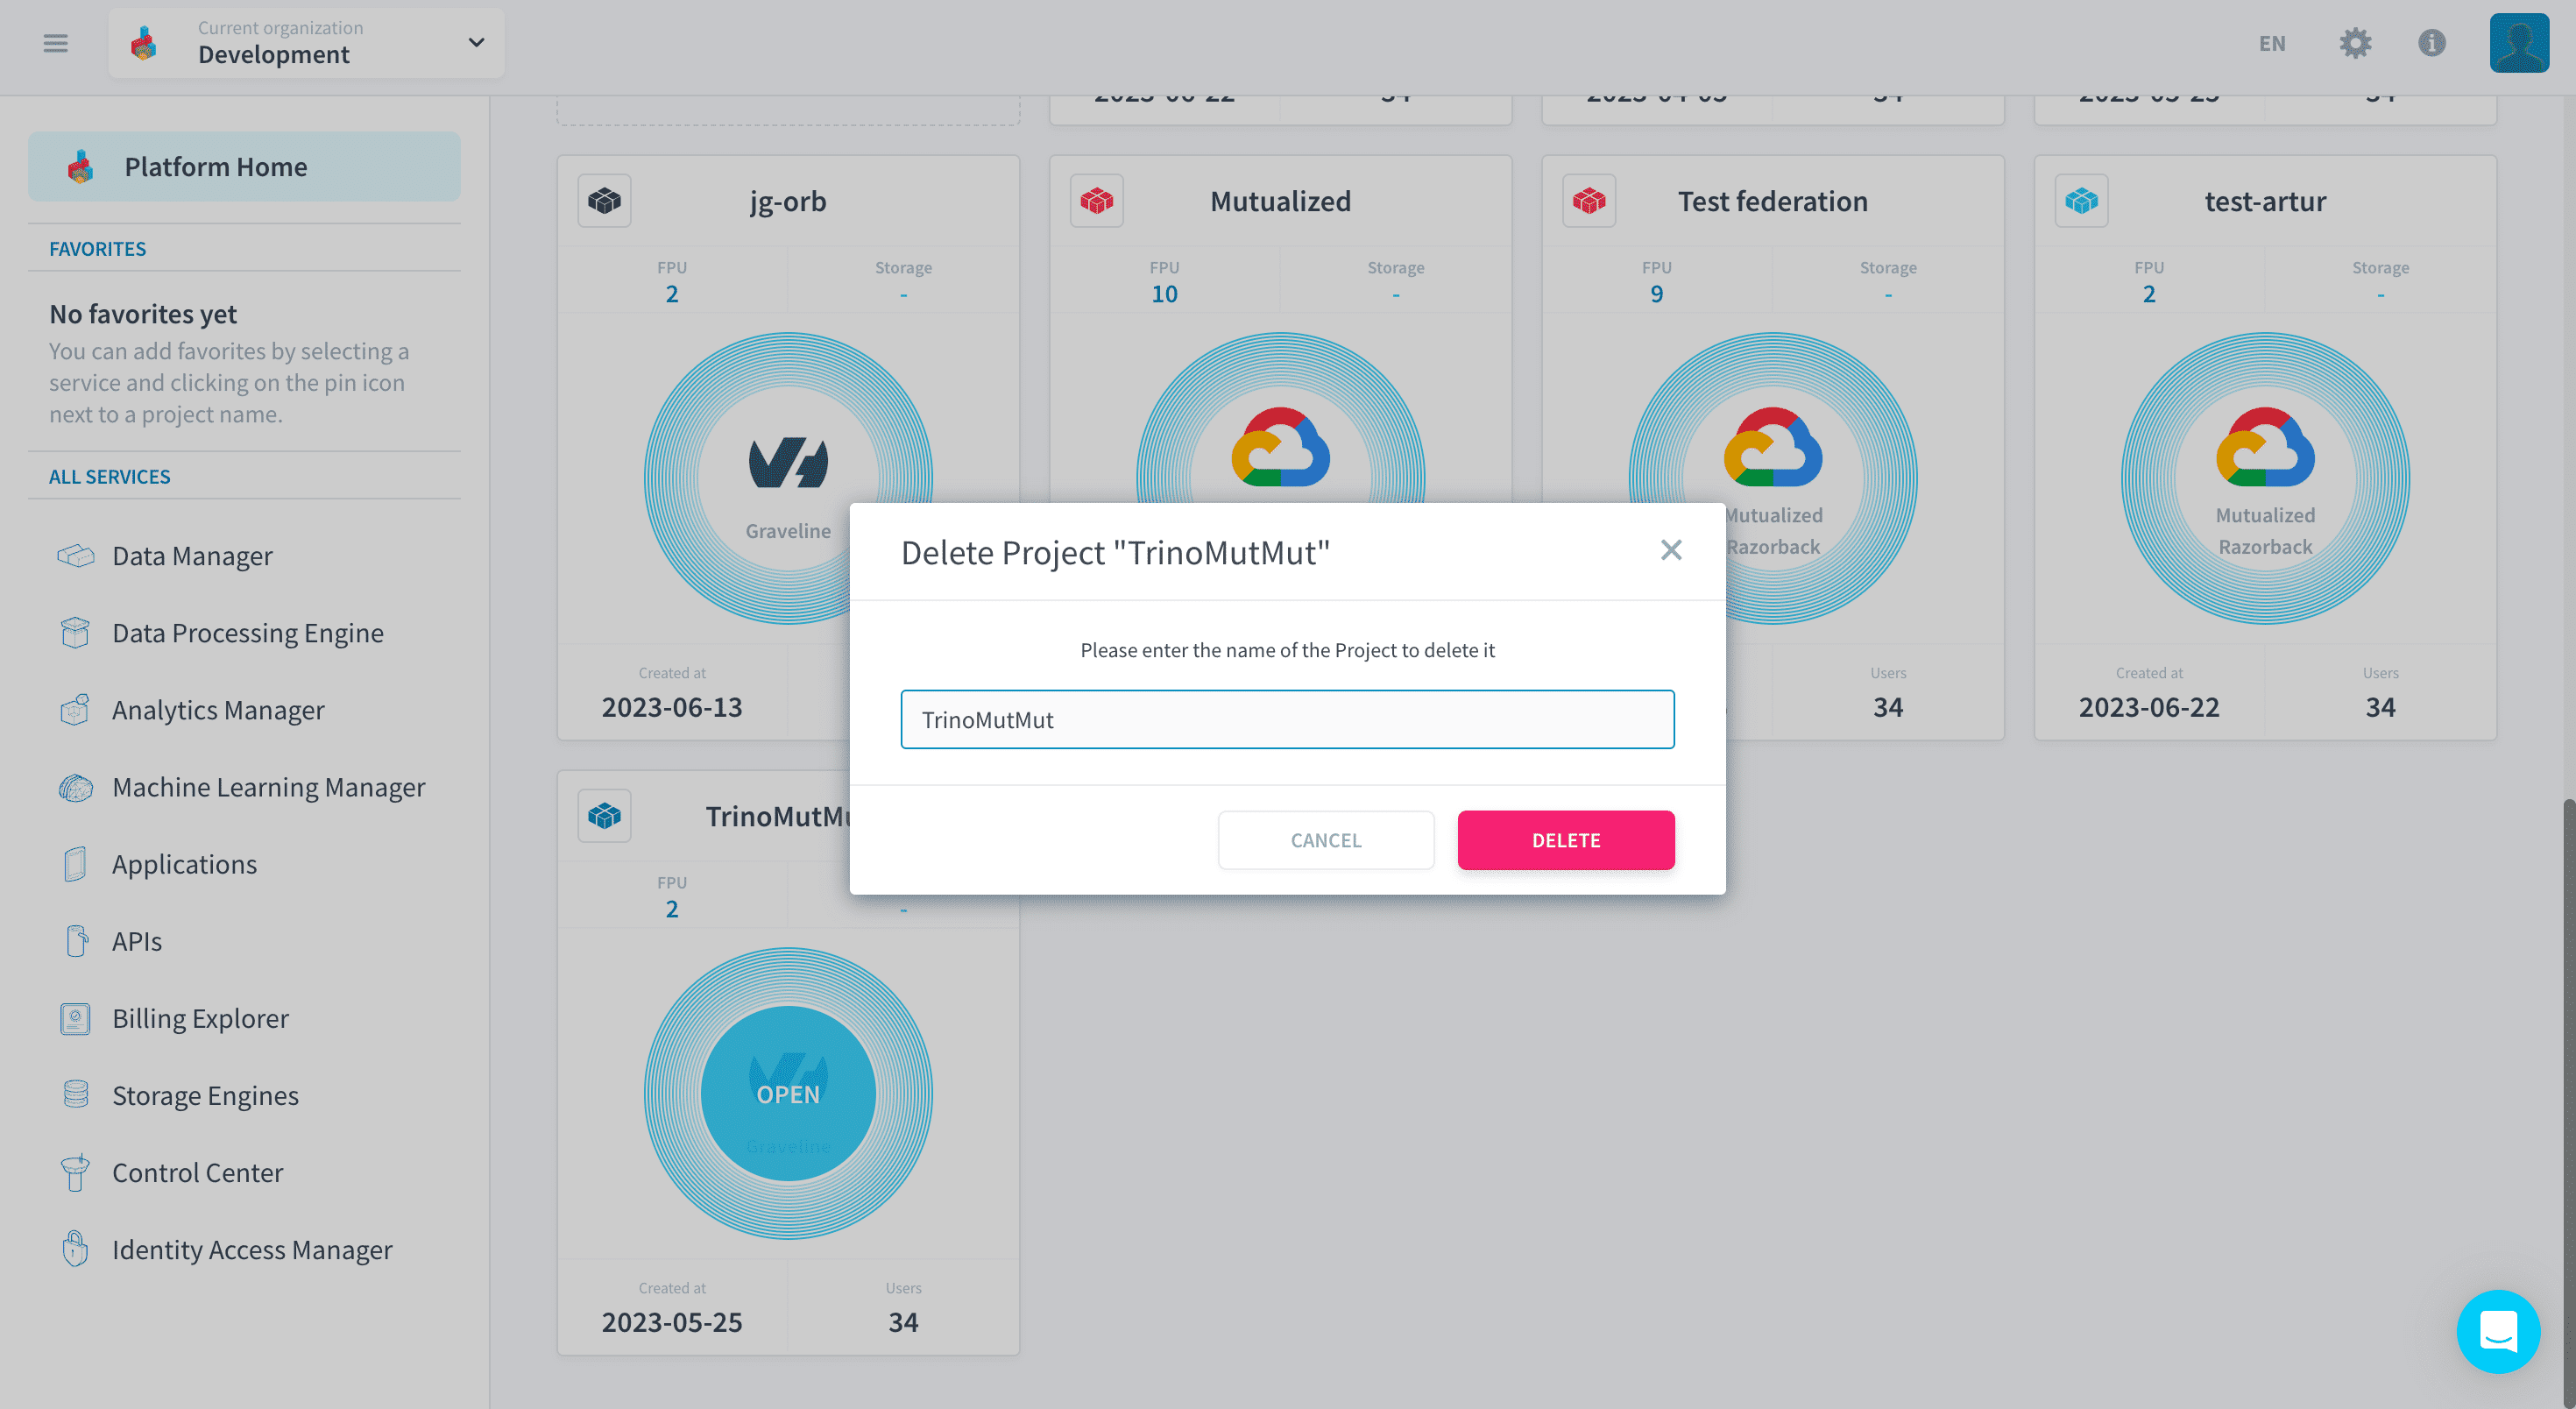 Current organization
Development
EN
Platform Home
FAVORITES
No favorites yet
You can add favorites by selecting a
service and clicking on the pin icon
next to a project name.
ALL SERVICES
Data Manager
Data Processing Engine
Analytics Manager
Machine Learning Manager
Applications
APIs
Billing Explorer
Storage Engines
Control Center
Identity Access Manager
jg-orb
FPU
2
Storage
-
Graveline
Created at
2023-06-13
Mutualized
FPU
10
Storage
-
Test federation
FPU
9
Storage
-
Mutualized
Razorback
Users
34
test-artur
FPU
2
Storage
-
Mutualized
Razorback
Created at
2023-06-22
Users
34
Delete Project "TrinoMutMut"
Please enter the name of the Project to delete it
TrinoMutMut
CANCEL
DELETE
TrinoMutMu
FPU
2
-
OPEN
Graveline
Created at
2023-05-25
Users
34